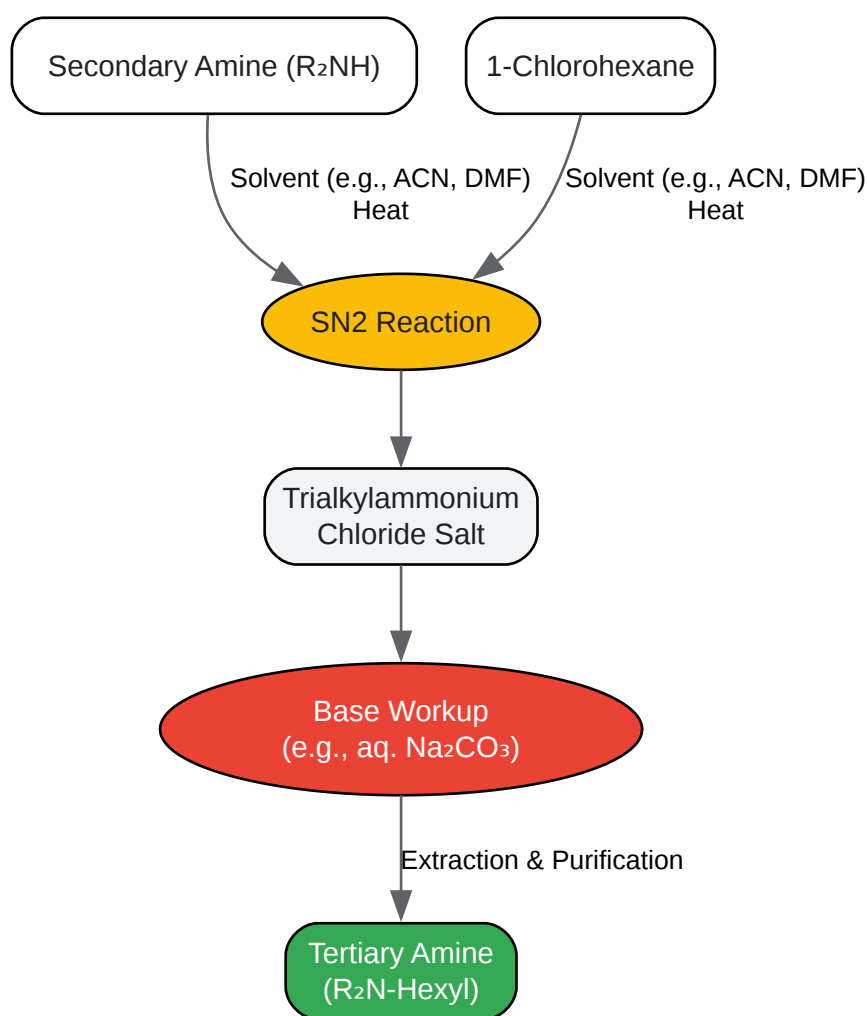 Secondary Amine (R₂NH)
1-Chlorohexane
Solvent (e.g., ACN, DMF)
Heat
Solvent (e.g., ACN, DMF)
Heat
SN2 Reaction
Trialkylammonium
Chloride Salt
Base Workup
(e.g., aq. Na₂CO₃)
Extraction & Purification
Tertiary Amine
(R₂N-Hexyl)